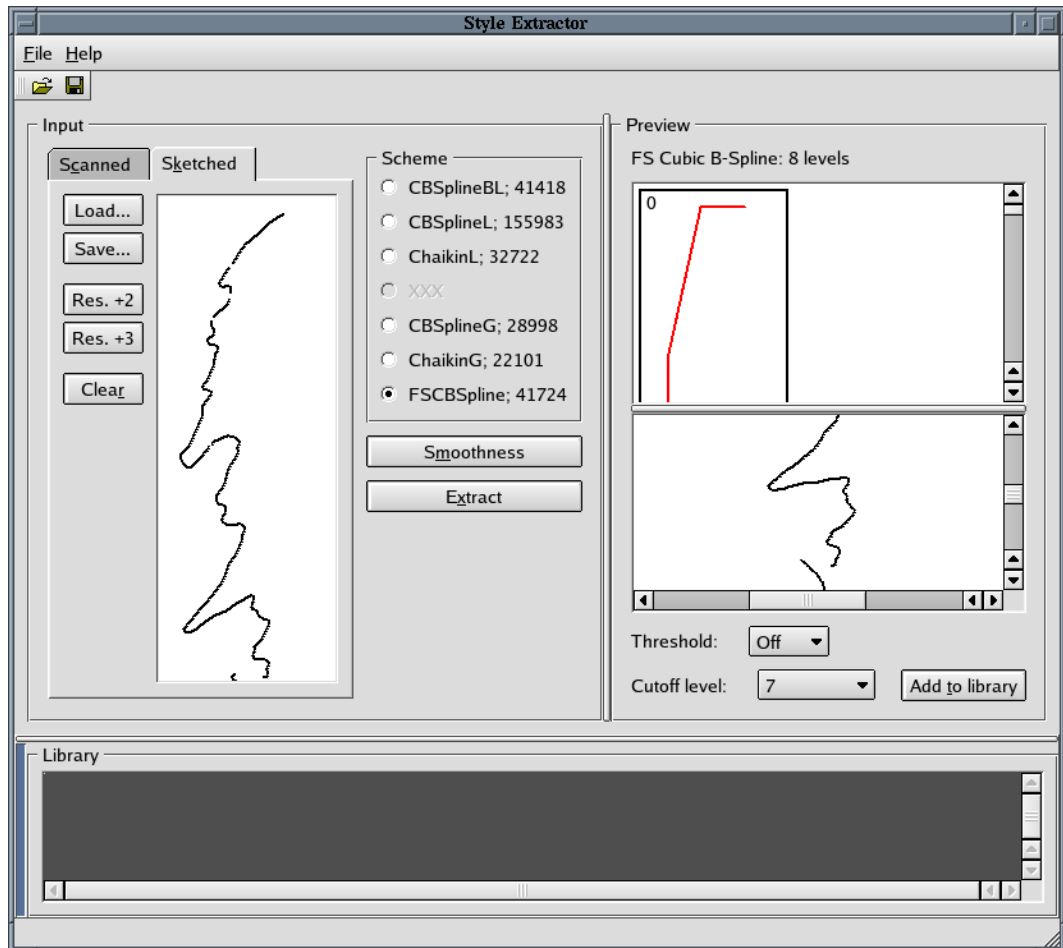 Style Extractor
File Help
Input
Scanned Sketched
Load...
Save...
Res. +2
Res. +3
Clear
Scheme
CBSplineBL; 41418
CBSplineL; 155983
ChaikinL; 32722
XXX
CBSplineG; 28998
ChaikinG; 22101
FSCBSpline; 41724
Smoothness
Extract
Preview
FS Cubic B-Spline: 8 levels
0
Threshold: Off
Cutoff level: 7 Add to library
Library